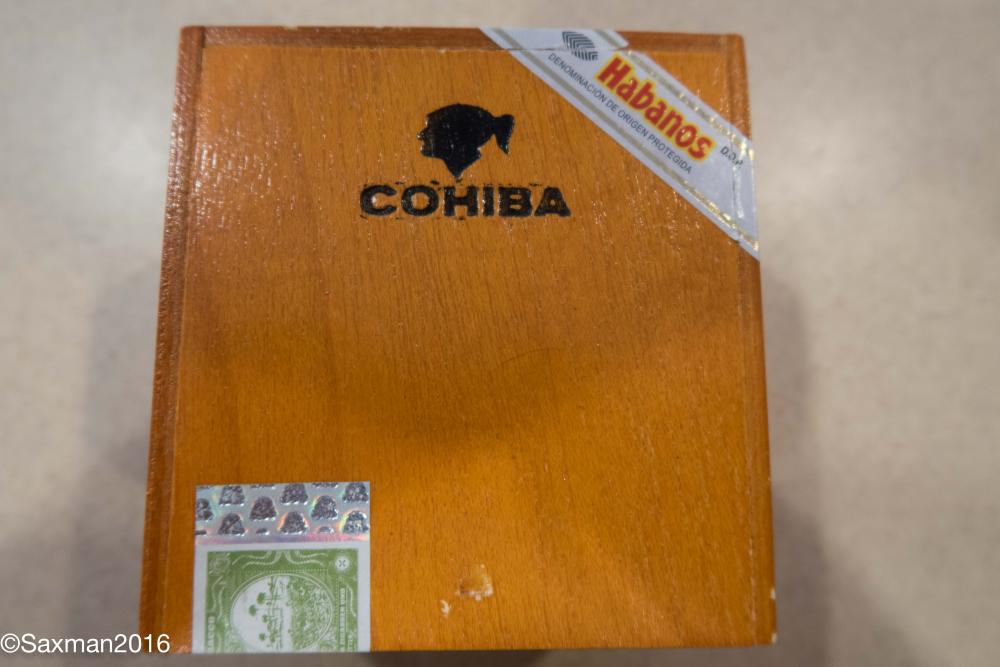 Habanos
DENOMINACIÓN DE ORIGEN PROTEGIDA
D.O.P
COHIBA
©Saxman2016